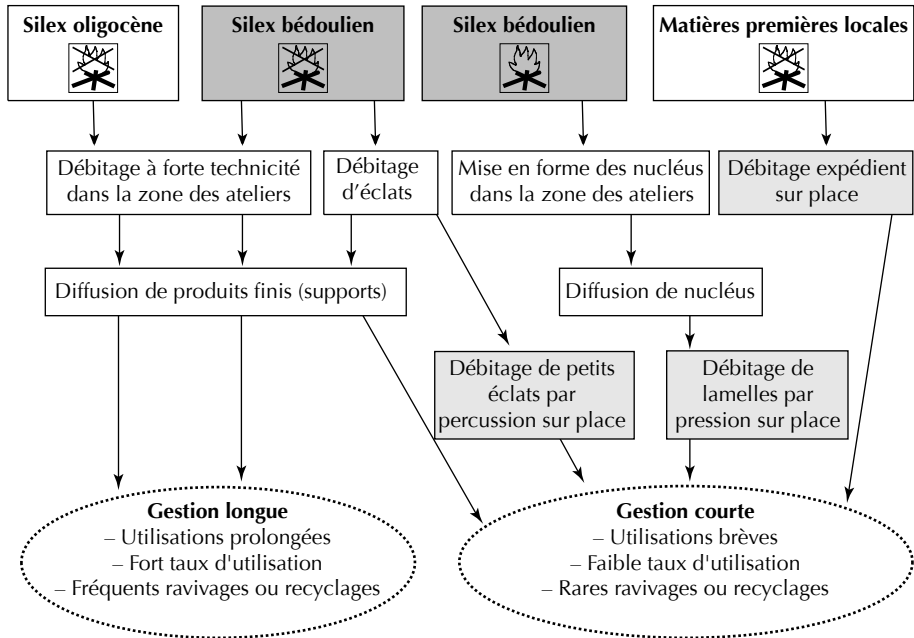 Silex oligocène
Silex bédoulien
Silex bédoulien
Matières premières locales
Débitage à forte technicité
dans la zone des ateliers
Débitage
d'éclats
Mise en forme des nucléus
dans la zone des ateliers
Débitage expédient
sur place
Diffusion de produits finis (supports)
Diffusion de nucléus
Débitage de petits
éclats par
percussion sur place
Débitage de
lamelles par
pression sur place
Gestion longue
– Utilisations prolongées
– Fort taux d'utilisation
– Fréquents ravivages ou recyclages
Gestion courte
– Utilisations brèves
– Faible taux d'utilisation
– Rares ravivages ou recyclages